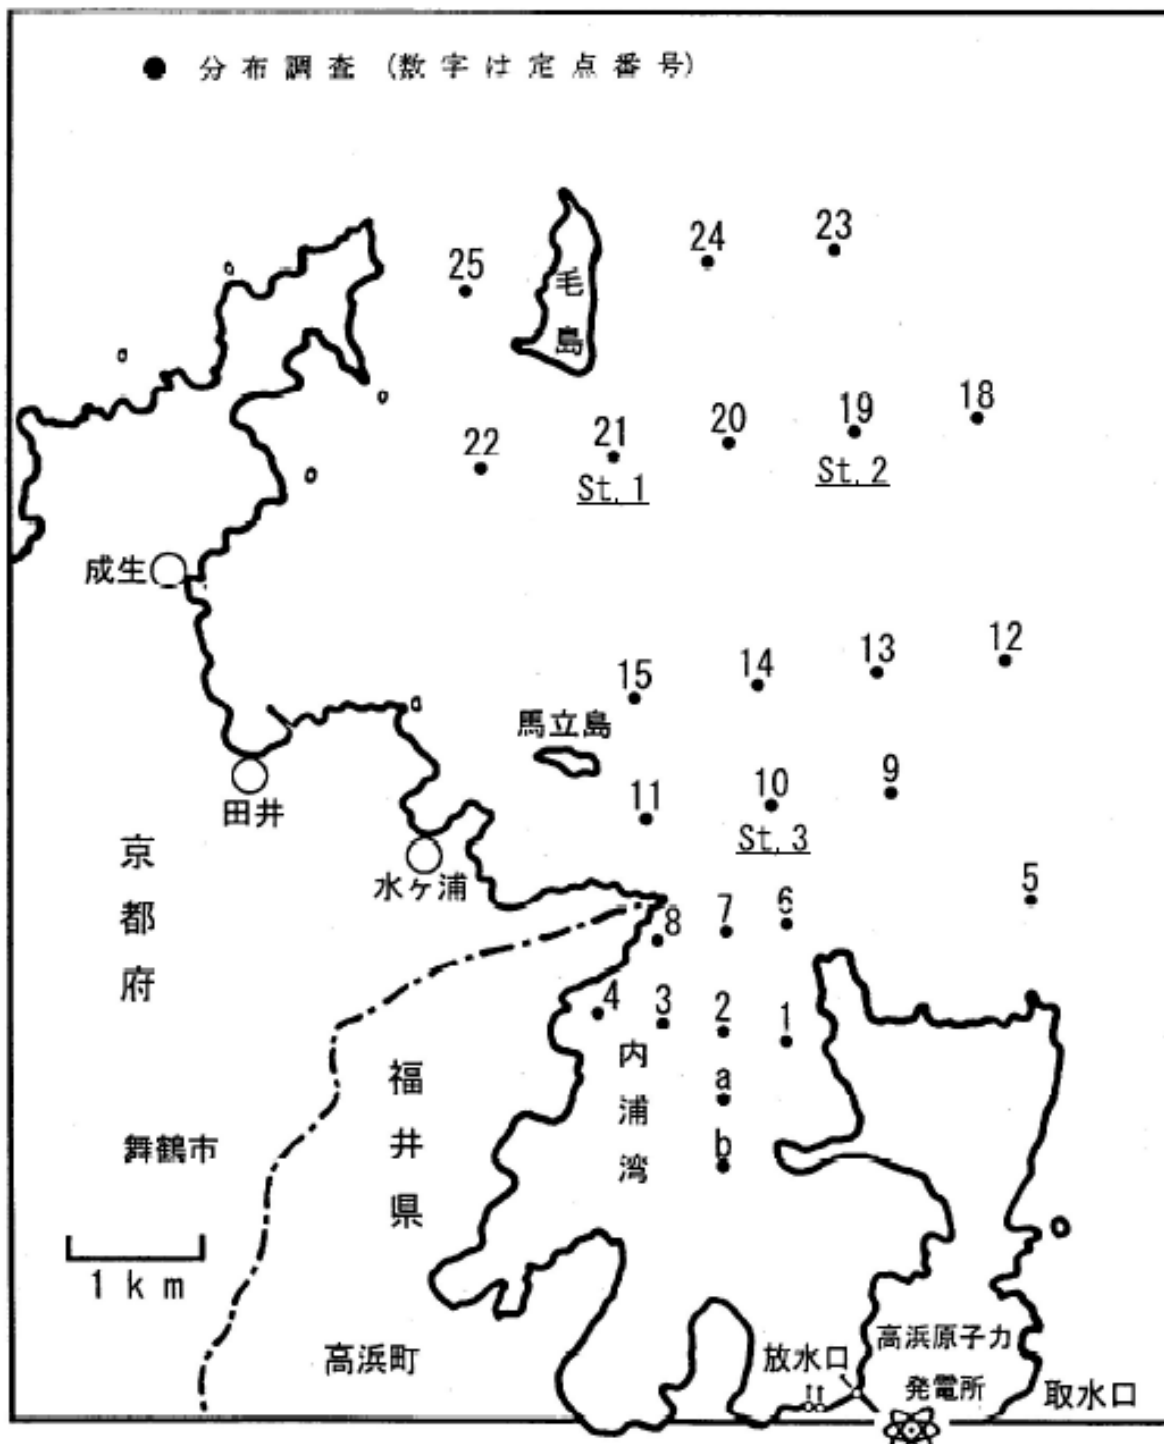 ● 分布調査 (数字は定点番号)
23
24
25
毛島
18
19
20
21
22
St. 2
St. 1
成生
12
13
14
15
馬立島
9
10
11
St. 3
田井
水ヶ浦
京都府
5
6
7
8
4
3
2
1
内浦湾
a
b
福井県
舞鶴市
1 km
高浜町
放水口
高浜原子力
発電所
取水口